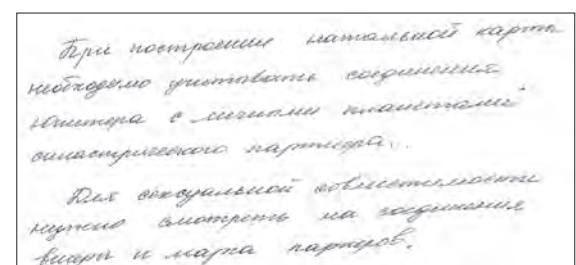 При построении натальной карты
необходимо учитывать соединения
Юпитера с личными планетами
синастрического партнера...
Для сексуальной совместимости
нужно смотреть на соединения
венеры и марса партнеров.